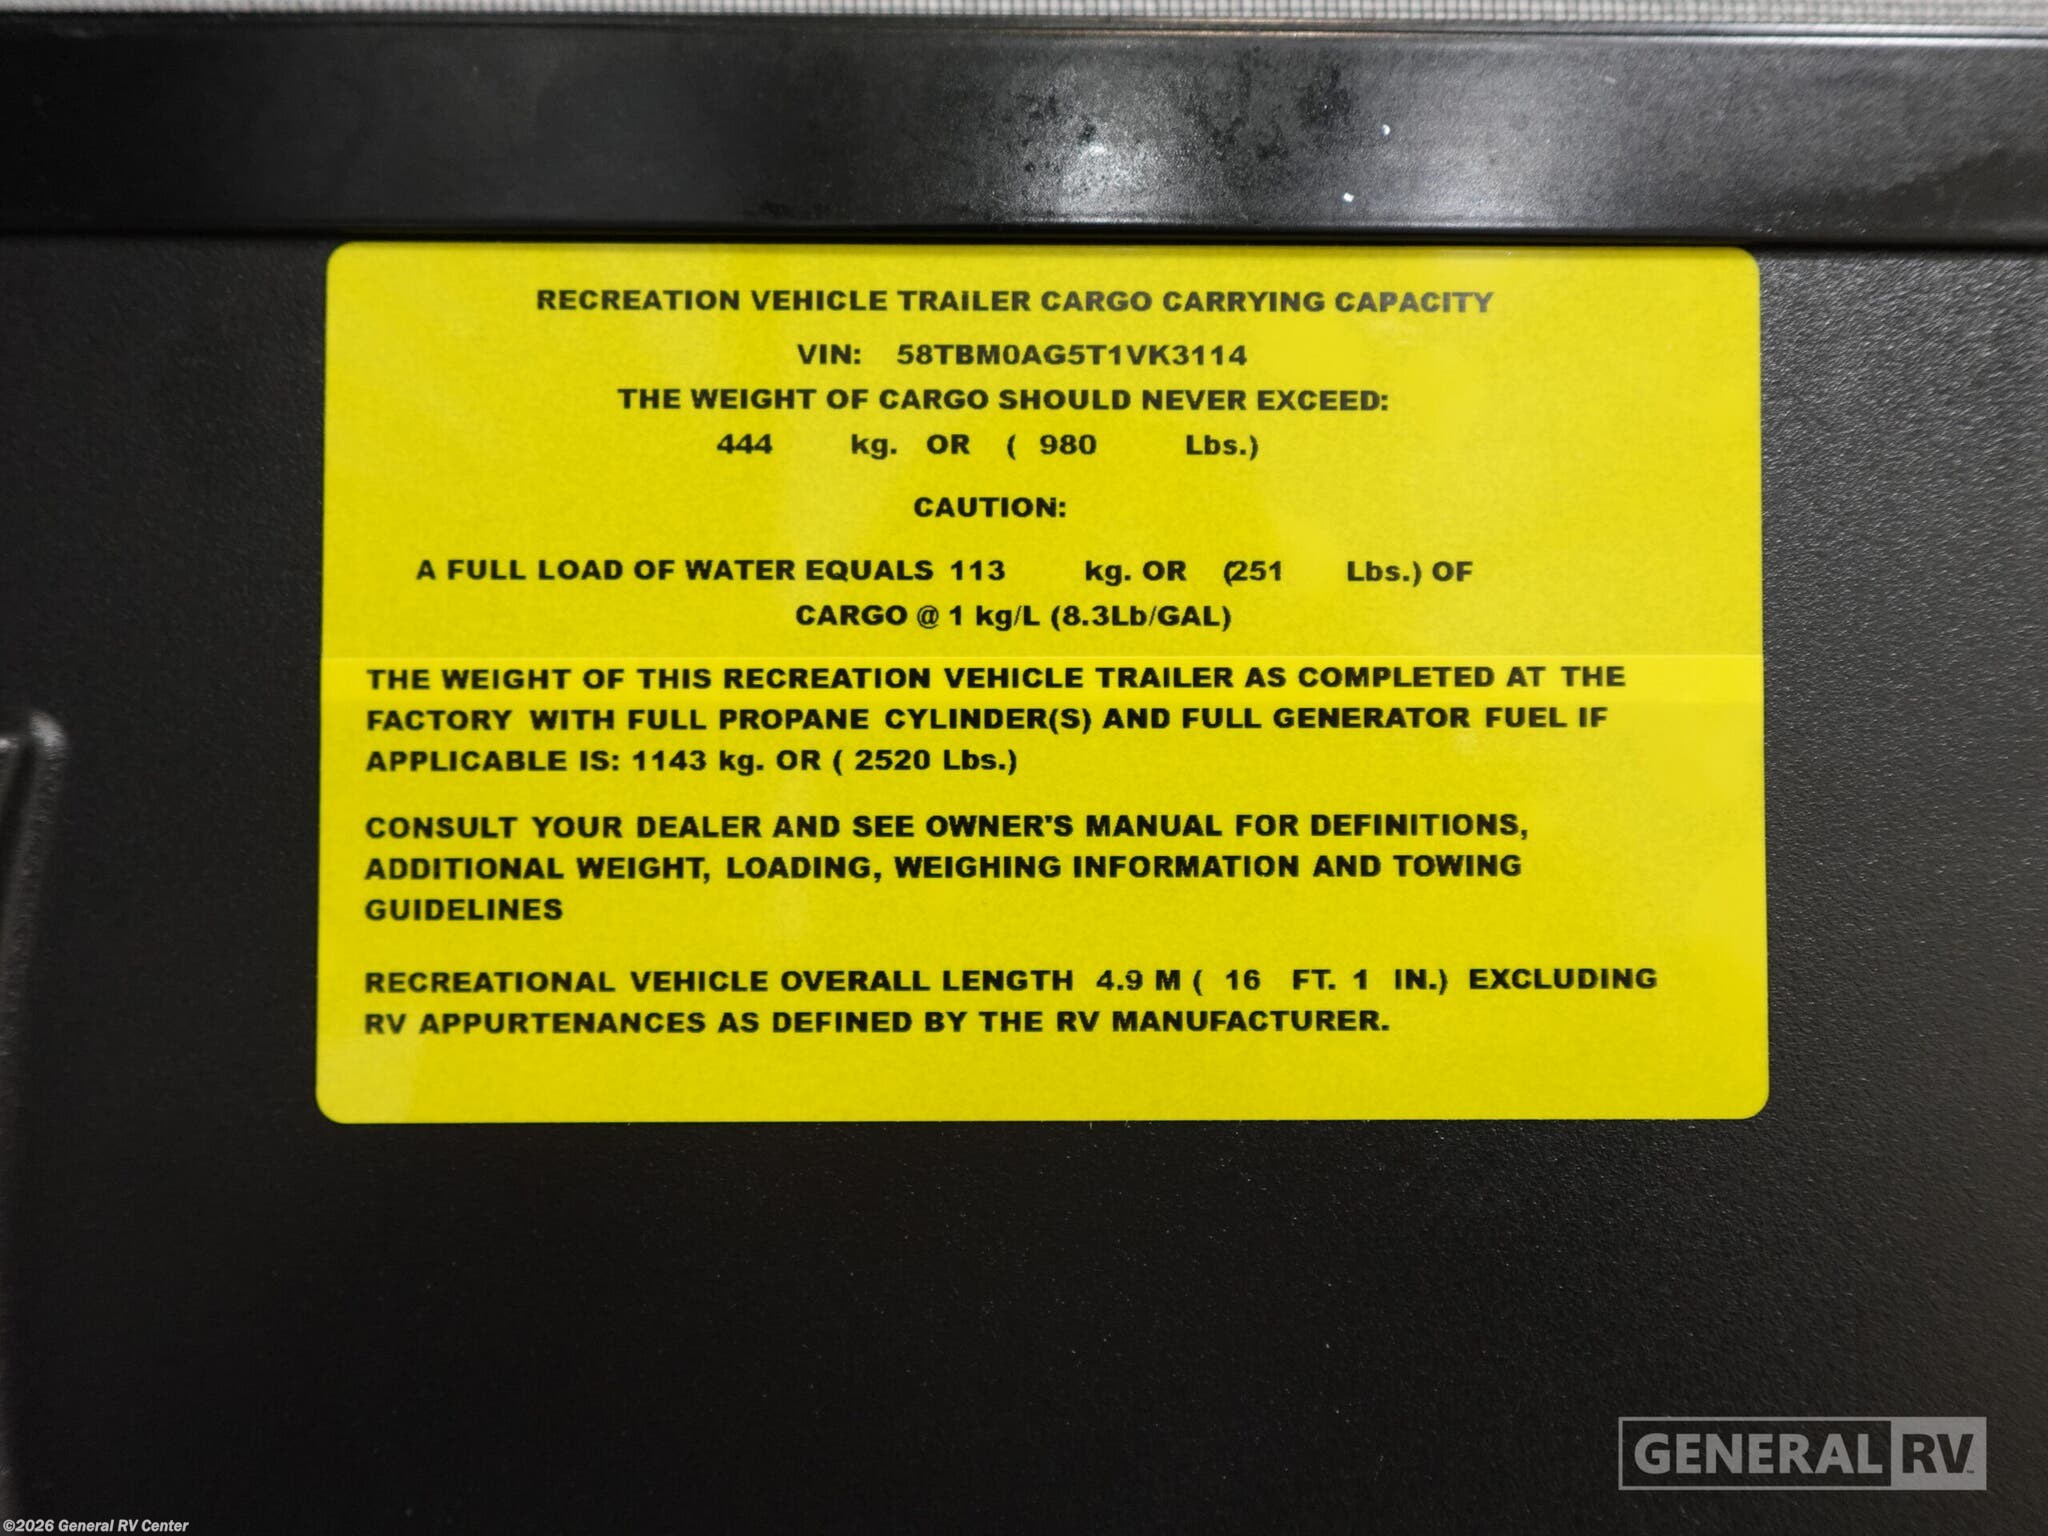 RECREATION VEHICLE TRAILER CARGO CARRYING CAPACITY
VIN: 58TBM0AG5T1VK3114
THE WEIGHT OF CARGO SHOULD NEVER EXCEED:
444 kg. OR ( 980 Lbs.)
CAUTION:
A FULL LOAD OF WATER EQUALS 113 kg. OR (251 Lbs.) OF
CARGO @ 1 kg/L (8.3Lb/GAL)
THE WEIGHT OF THIS RECREATION VEHICLE TRAILER AS COMPLETED AT THE
FACTORY WITH FULL PROPANE CYLINDER(S) AND FULL GENERATOR FUEL IF
APPLICABLE IS: 1143 kg. OR ( 2520 Lbs.)
CONSULT YOUR DEALER AND SEE OWNER'S MANUAL FOR DEFINITIONS,
ADDITIONAL WEIGHT, LOADING, WEIGHING INFORMATION AND TOWING
GUIDELINES
RECREATIONAL VEHICLE OVERALL LENGTH 4.9 M ( 16 FT. 1 IN.) EXCLUDING
RV APPURTENANCES AS DEFINED BY THE RV MANUFACTURER.
GENERAL RV
©2026 General RV Center